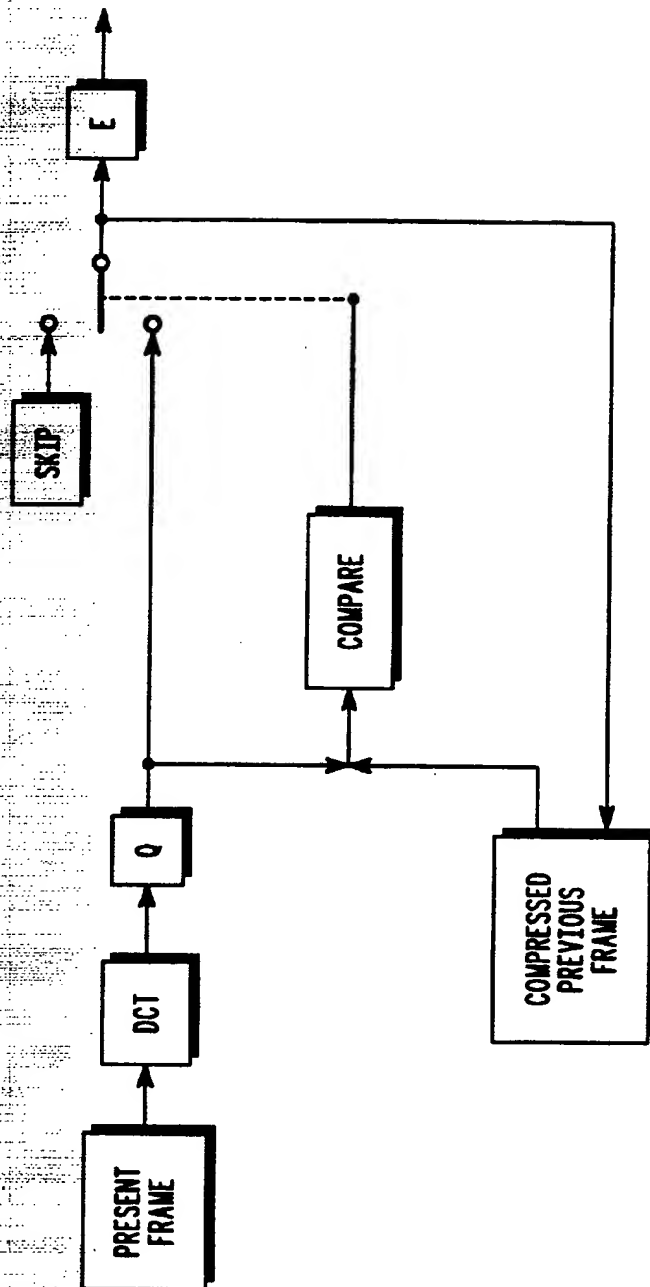 PRESENT
FRAME
DCT
Q
COMPRESSED
PREVIOUS
FRAME
COMPARE
SKIP
E